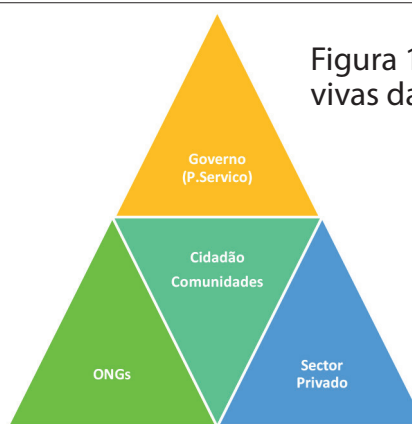 Figura 1
vivas da
Governo
(P.Servico)
Cidadão
Comunidades
ONGs
Sector
Privado